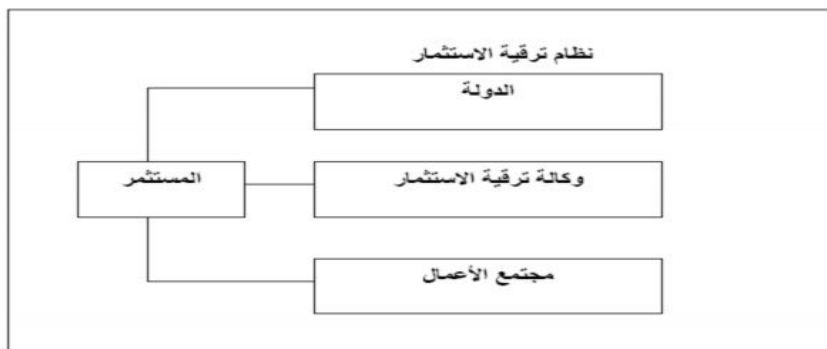 نظام ترقية الاستثمار
الدولة
المستثمر
وكالة ترقية الاستثمار
مجتمع الأعمال